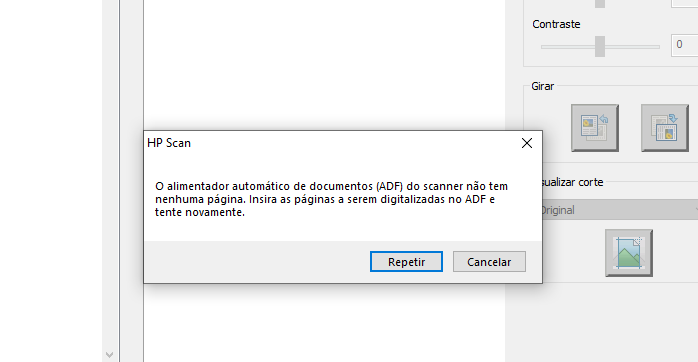 Contraste
0
Girar
HP Scan
O alimentador automático de documentos (ADF) do scanner não tem
nenhuma página. Insira as páginas a serem digitalizadas no ADF e
tente novamente.
sualizar corte
Original
Repetir
Cancelar